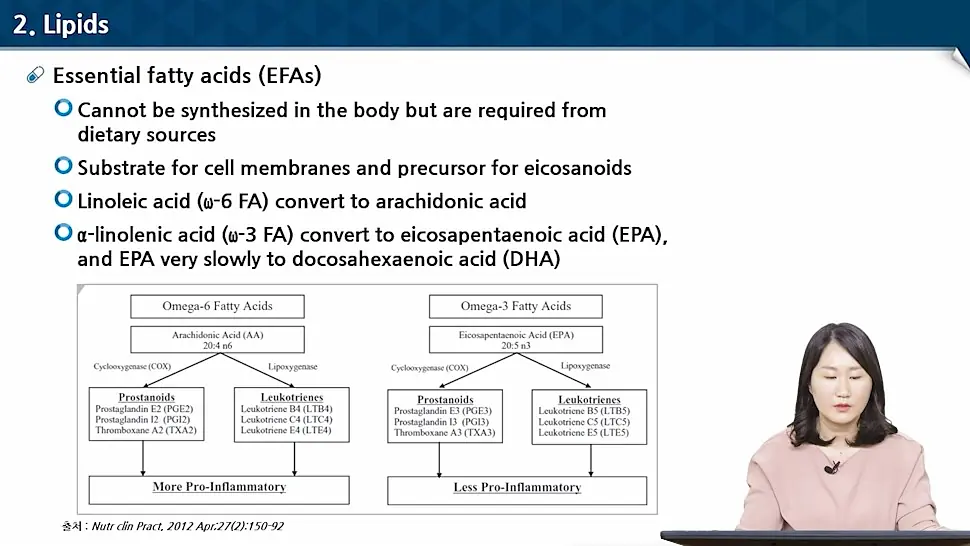 2. Lipids
Essential fatty acids (EFAs)
Cannot be synthesized in the body but are required from
dietary sources
Substrate for cell membranes and precursor for eicosanoids
Linoleic acid (ω-6 FA) convert to arachidonic acid
α-linolenic acid (ω-3 FA) convert to eicosapentaenoic acid (EPA),
and EPA very slowly to docosahexaenoic acid (DHA)
Omega-6 Fatty Acids
Arachidonic Acid (AA)
20:4 n6
Cyclooxygenase (COX)
Lipoxygenase
Prostanoids
Prostaglandin E2 (PGE2)
Prostaglandin I2 (PGI2)
Thromboxane A2 (TXA2)
Leukotrienes
Leukotriene B4 (LTB4)
Leukotriene C4 (LTC4)
Leukotriene E4 (LTE4)
More Pro-Inflammatory
Omega-3 Fatty Acids
Eicosapentaenoic Acid (EPA)
20:5 n3
Cyclooxygenase (COX)
Lipoxygenase
Prostanoids
Prostaglandin E3 (PGE3)
Prostaglandin I3 (PGI3)
Thromboxane A3 (TXA3)
Leukotrienes
Leukotriene B5 (LTB5)
Leukotriene C5 (LTC5)
Leukotriene E5 (LTE5)
Less Pro-Inflammatory
출처 : Nutr clin Pract, 2012 Apr;27(2):150-92